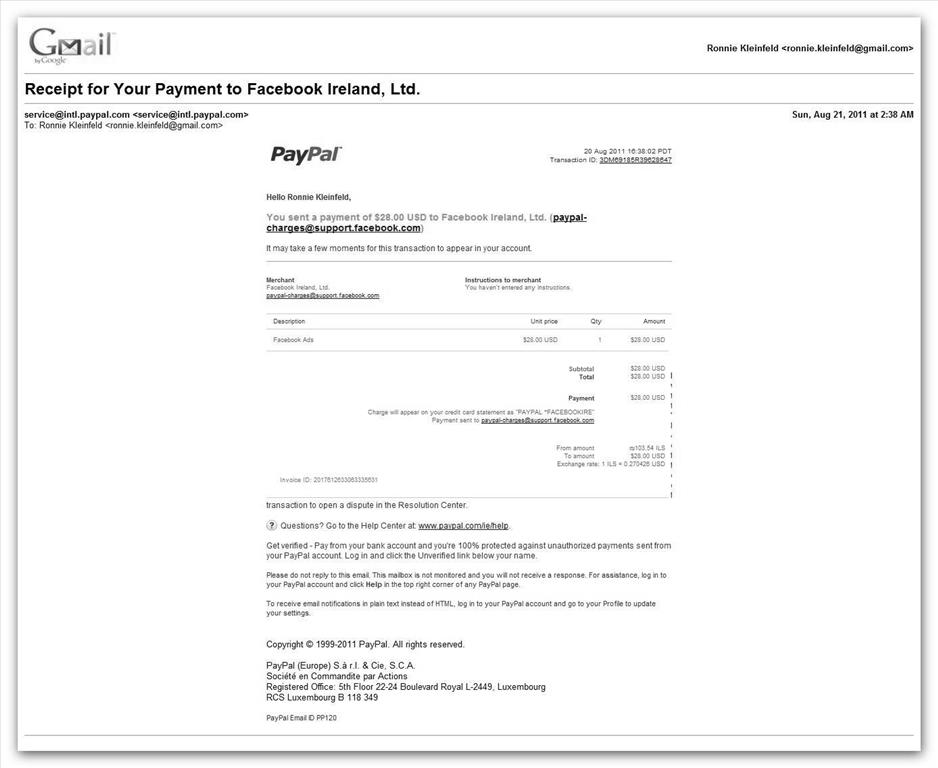 Gmail
by Google
Ronnie Kleinfeld <ronnie.kleinfeld@gmail.com>
Receipt for Your Payment to Facebook Ireland, Ltd.
service@intl.paypal.com <service@intl.paypal.com>
Sun, Aug 21, 2011 at 2:38 AM
To: Ronnie Kleinfeld <ronnie.kleinfeld@gmail.com>
PayPal
20 Aug 2011 16:38:02 PDT
Transaction ID: 3DM69185R39628647
Hello Ronnie Kleinfeld,
You sent a payment of $28.00 USD to Facebook Ireland, Ltd. (paypal-
charges@support.facebook.com)
It may take a few moments for this transaction to appear in your account.
Merchant
Facebook Ireland, Ltd.
paypal-charges@support.facebook.com
Instructions to merchant
You haven't entered any instructions.
Description Unit price Qty Amount
Facebook Ads $28.00 USD 1 $28.00 USD
Subtotal $28.00 USD
Total $28.00 USD
Payment $28.00 USD
Charge will appear on your credit card statement as "PAYPAL *FACEBOOKIRE"
Payment sent to paypal-charges@support.facebook.com
From amount ₪103.54 ILS
To amount $28.00 USD
Exchange rate: 1 ILS = 0.270426 USD
Invoice ID: 2017612633063335631
transaction to open a dispute in the Resolution Center.
? Questions? Go to the Help Center at: www.paypal.com/ie/help.
Get verified - Pay from your bank account and you're 100% protected against unauthorized payments sent from
your PayPal account. Log in and click the Unverified link below your name.
Please do not reply to this email. This mailbox is not monitored and you will not receive a response. For assistance, log in to
your PayPal account and click Help in the top right corner of any PayPal page.
To receive email notifications in plain text instead of HTML, log in to your PayPal account and go to your Profile to update
your settings.
Copyright © 1999-2011 PayPal. All rights reserved.
PayPal (Europe) S.à r.l. & Cie, S.C.A.
Société en Commandite par Actions
Registered Office: 5th Floor 22-24 Boulevard Royal L-2449, Luxembourg
RCS Luxembourg B 118 349
PayPal Email ID PP120